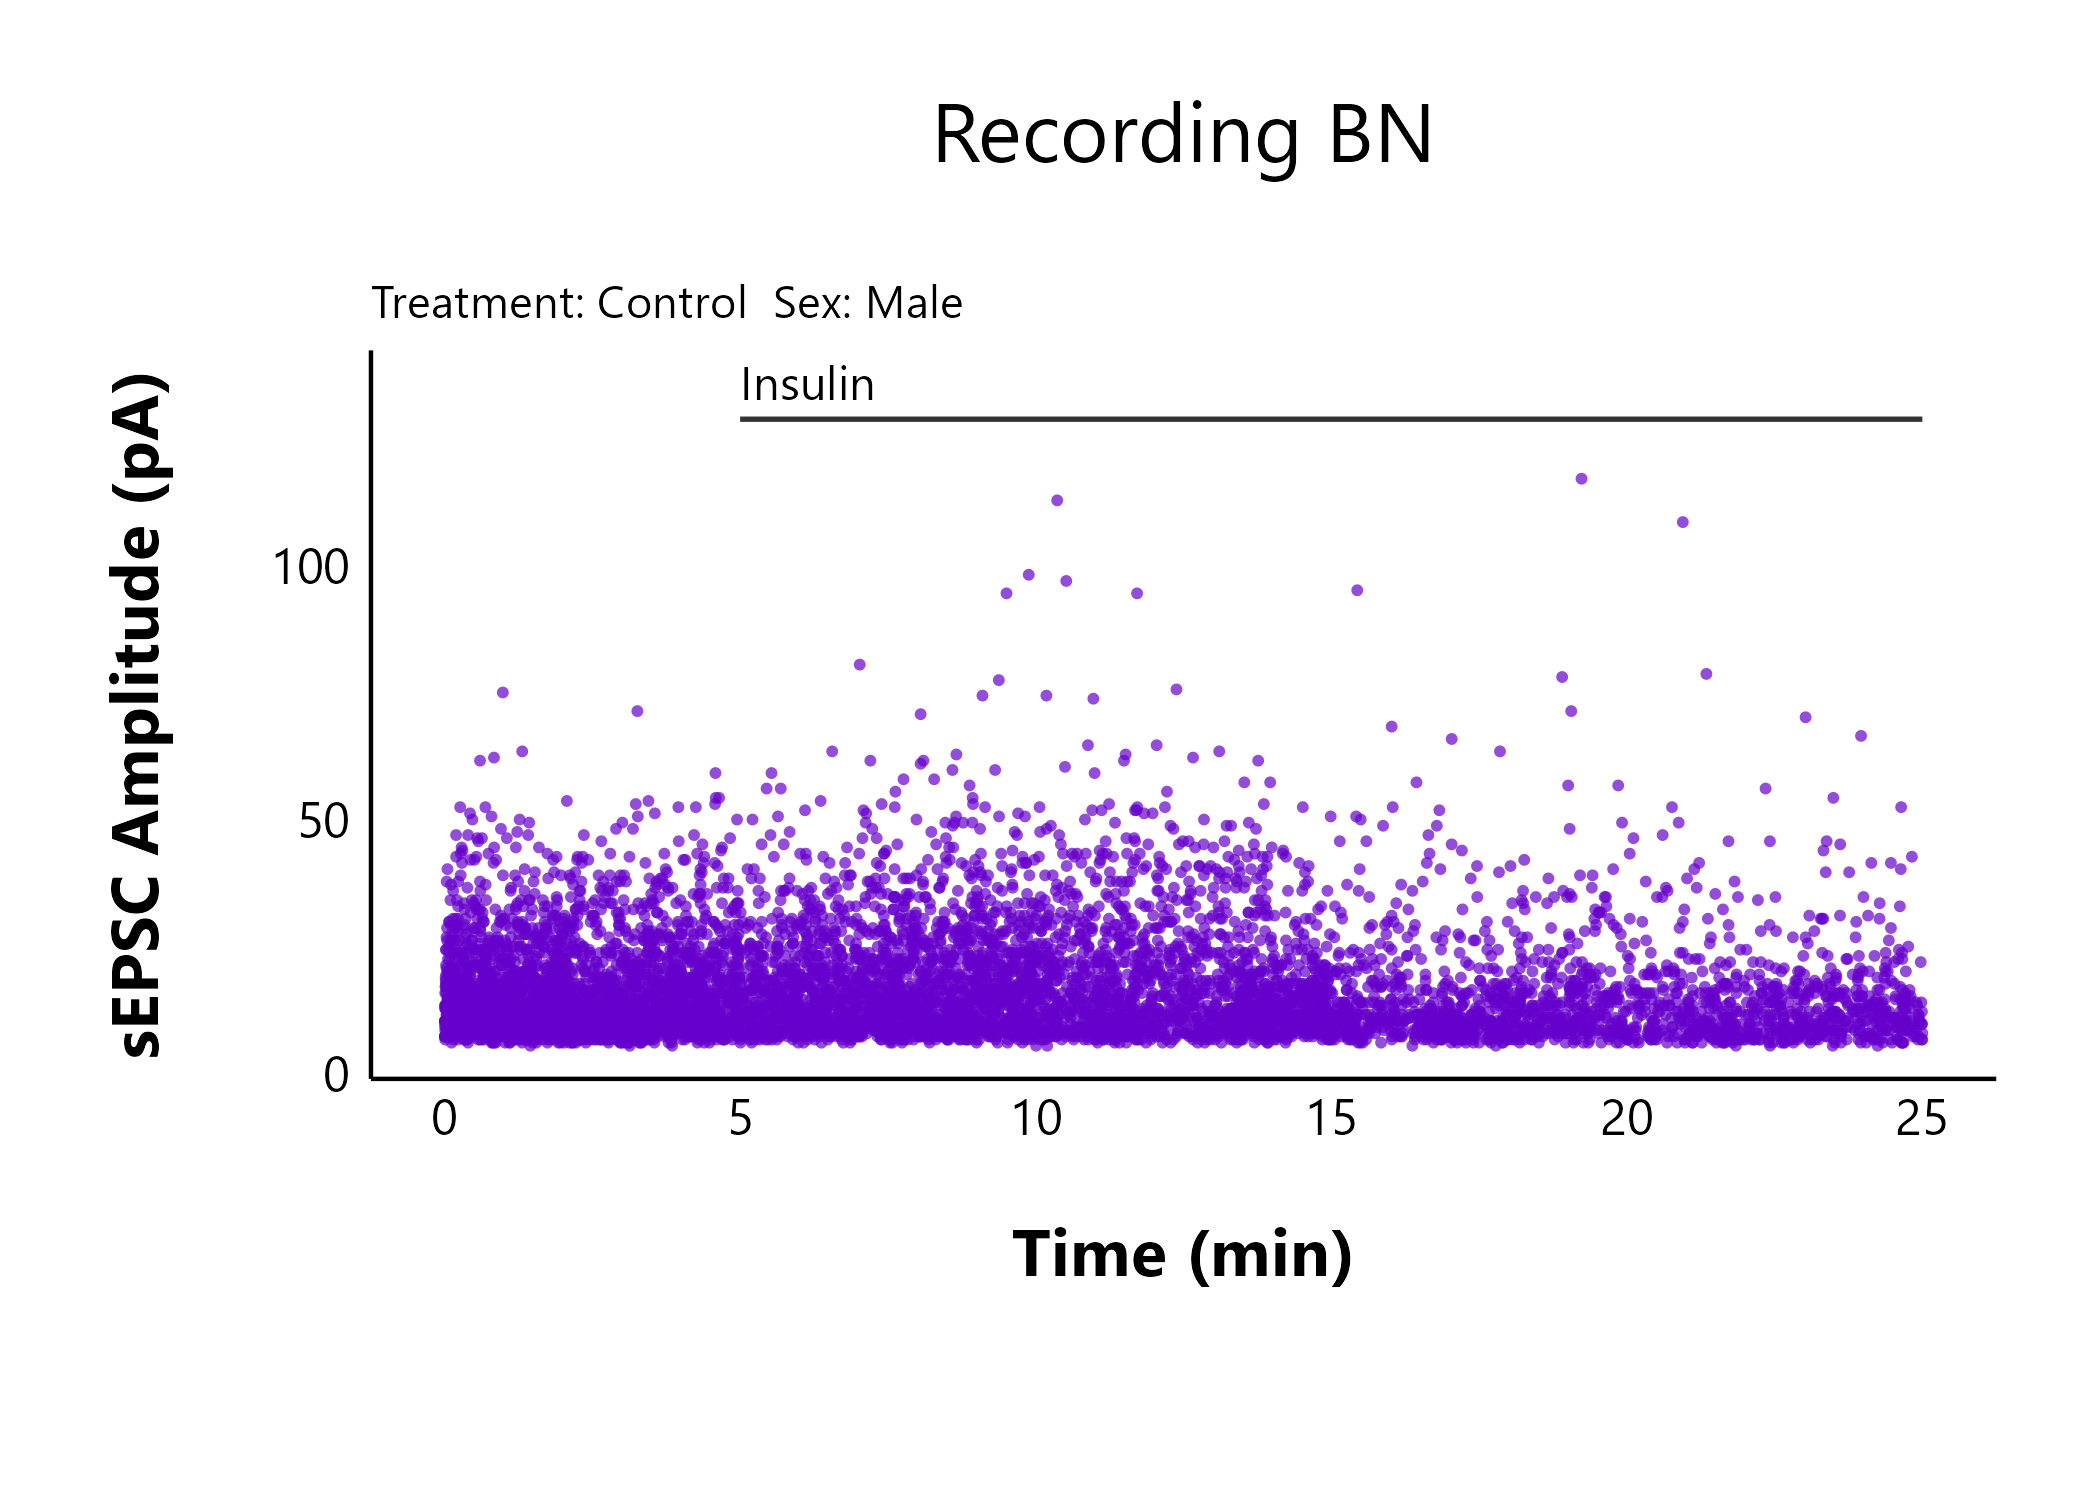 Recording BN
Treatment: Control  Sex: Male
Insulin
sEPSC Amplitude (pA)
100
50
0
0 5 10 15 20 25
Time (min)